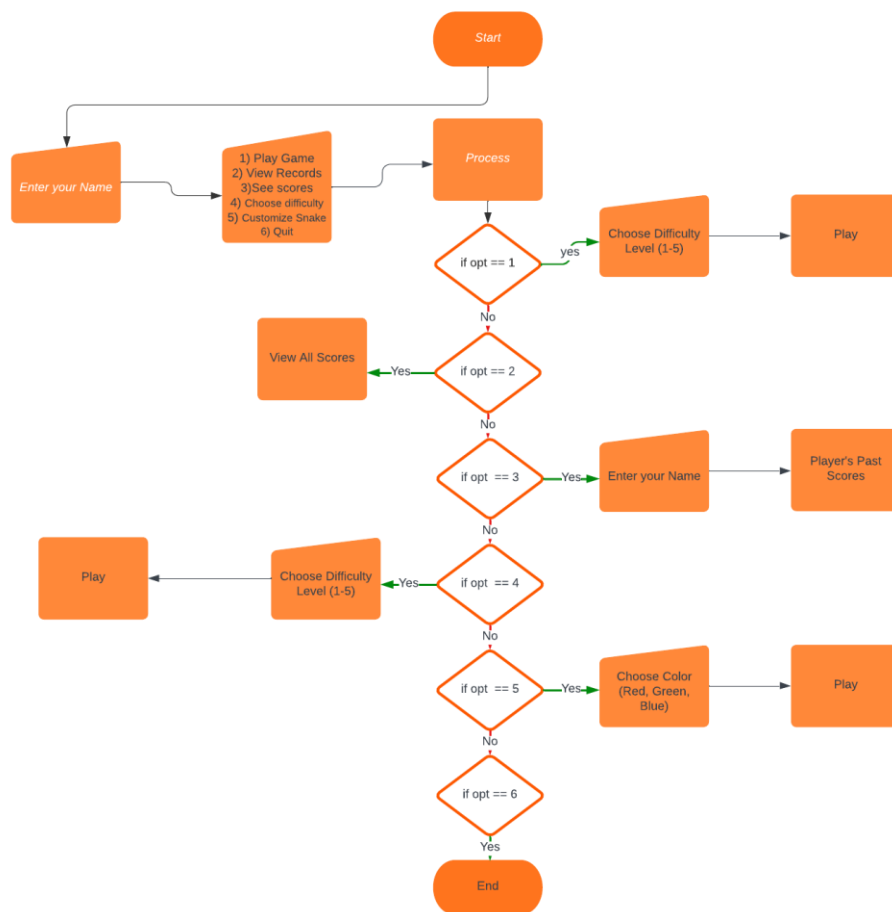 Start
Enter your Name
1) Play Game
2) View Records
3)See scores
4) Choose difficulty
5) Customize Snake
6) Quit
Process
if opt == 1
yes
Choose Difficulty
Level (1-5)
Play
No
View All Scores
Yes
if opt == 2
No
if opt == 3
Yes
Enter your Name
Player's Past
Scores
No
Play
Choose Difficulty
Level (1-5)
Yes
if opt == 4
No
if opt == 5
Yes
Choose Color
(Red, Green,
Blue)
Play
No
if opt == 6
Yes
End